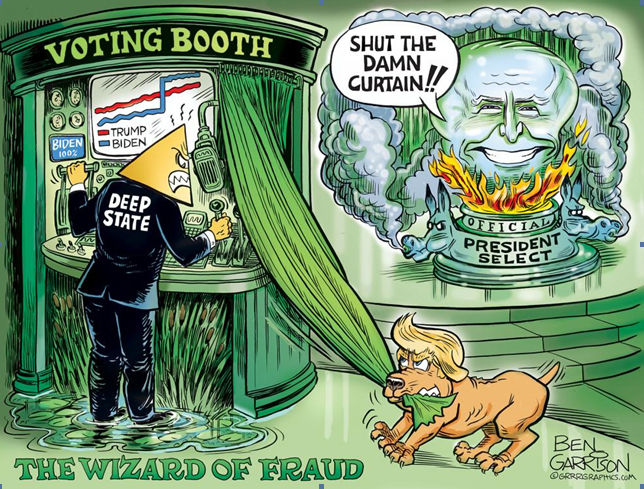 VOTING BOOTH
SHUT THE
DAMN
CURTAIN!!
TRUMP
BIDEN
BIDEN
100%
DEEP
STATE
OFFICIAL
PRESIDENT
SELECT
THE WIZARD OF FRAUD
BEN
GARRISON
©GRRRGRAPHICS.COM